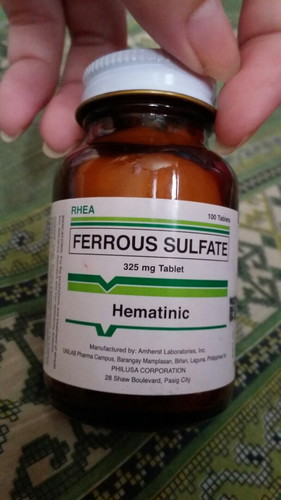 RHEA
100 Tablets
FERROUS SULFATE
325 mg Tablet
Hematinic
Manufactured by: Amherst Laboratories, Inc.
UNILAB Pharma Campus, Barangay Mamplasan, Biñan, Laguna, Philippines
PHILUSA CORPORATION
28 Shaw Boulevard, Pasig City